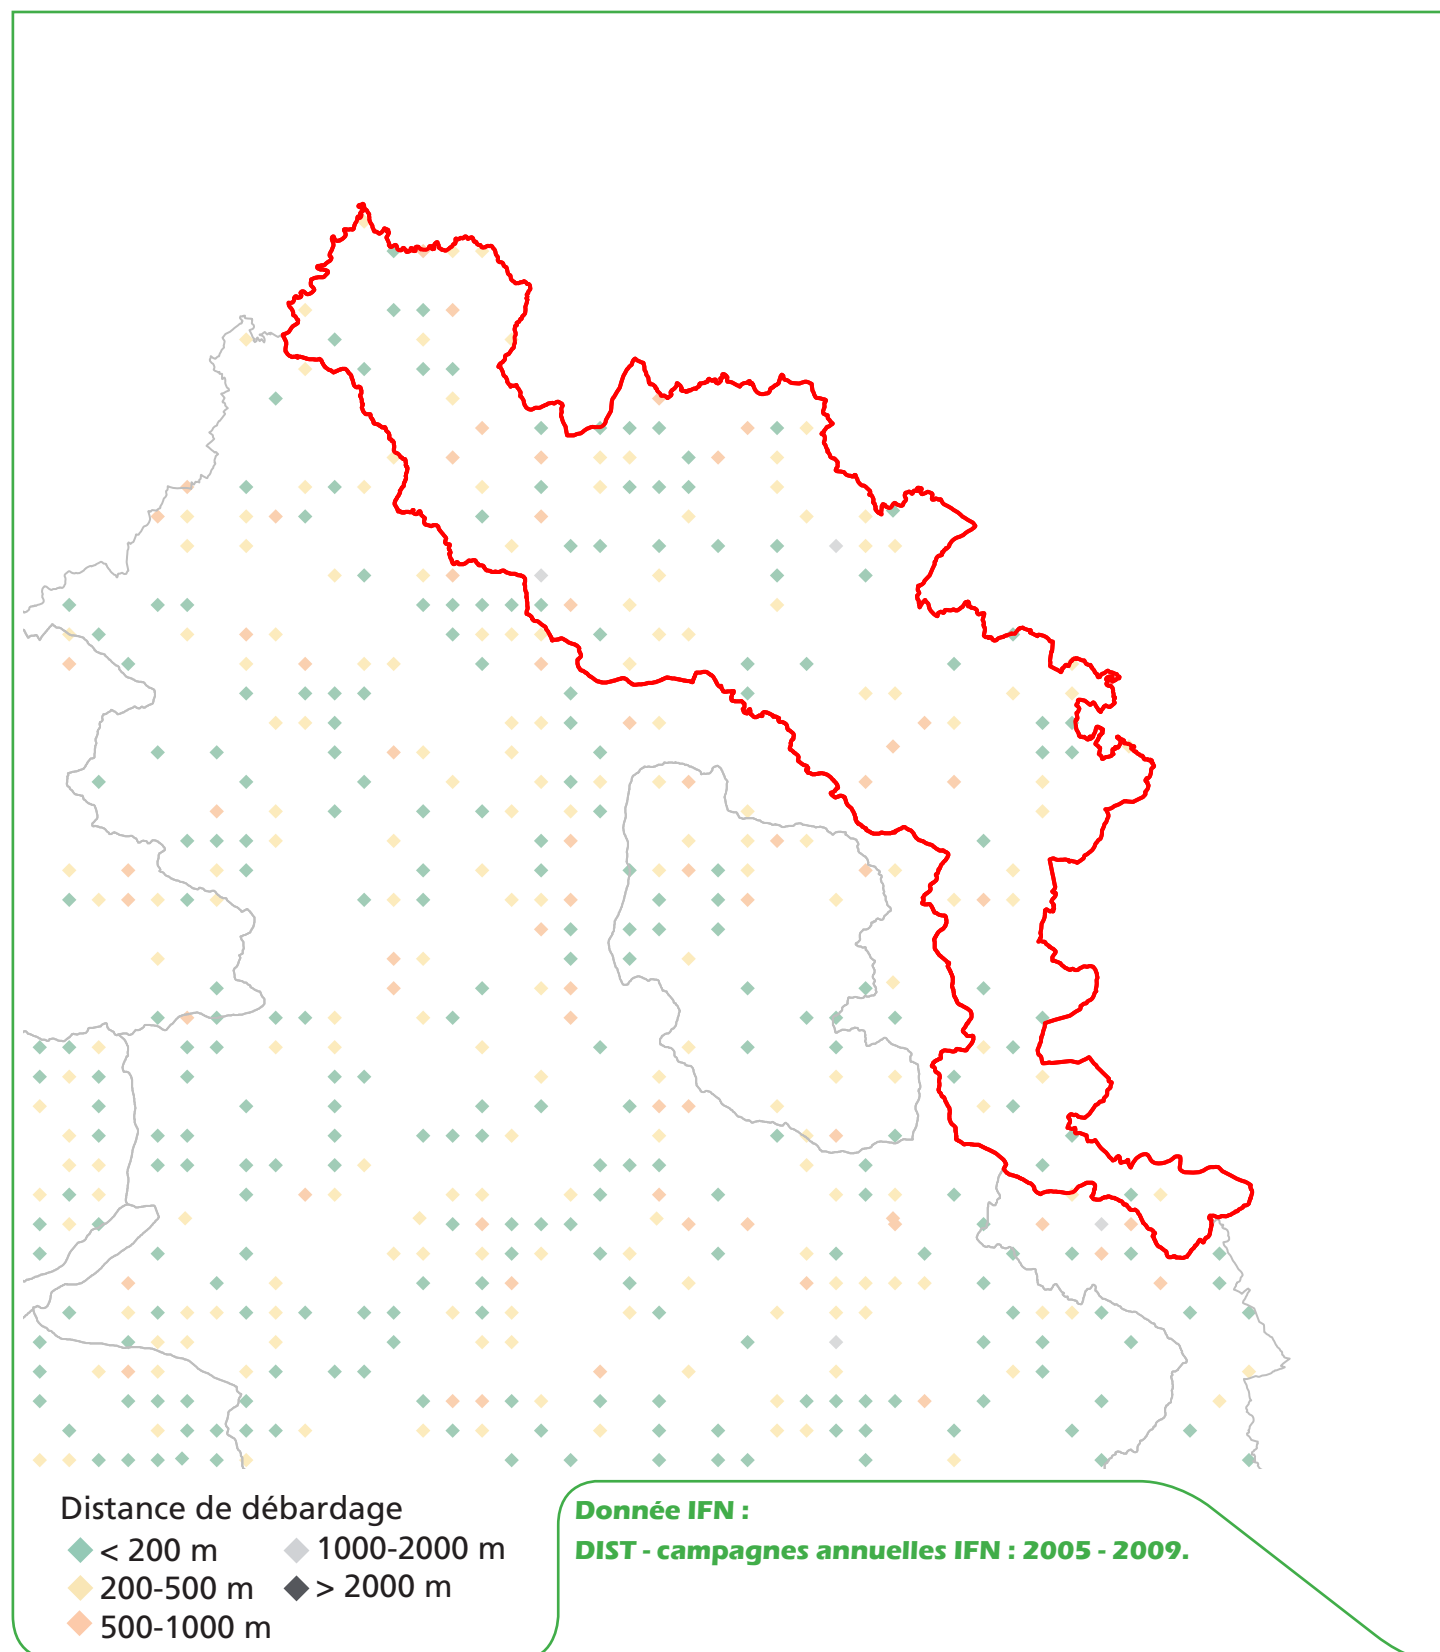 Distance de débardage
< 200 m
200-500 m
500-1000 m
1000-2000 m
> 2000 m
Donnée IFN :
DIST - campagnes annuelles IFN : 2005 - 2009.